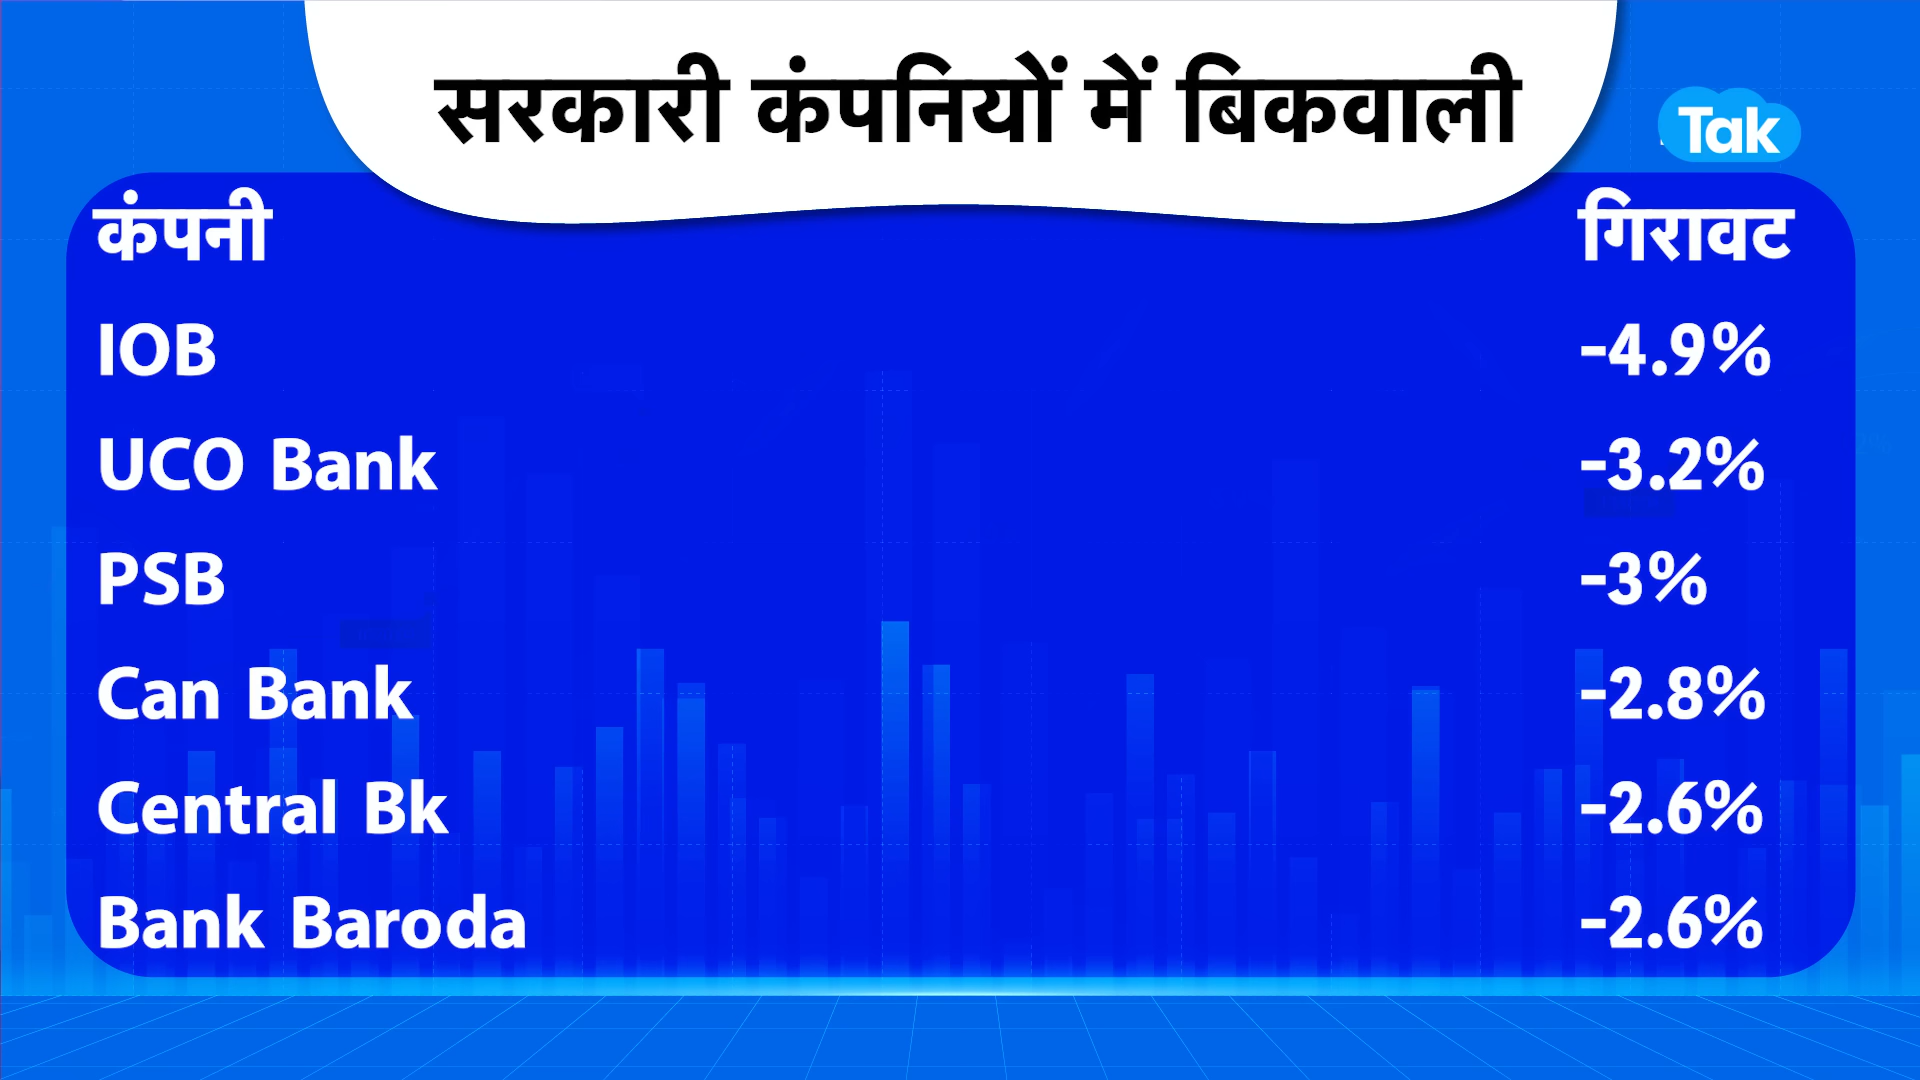 सरकारी कंपनियों में बिकवाली
Tak
कंपनी गिरावट
IOB -4.9%
UCO Bank -3.2%
PSB -3%
Can Bank -2.8%
Central Bk -2.6%
Bank Baroda -2.6%